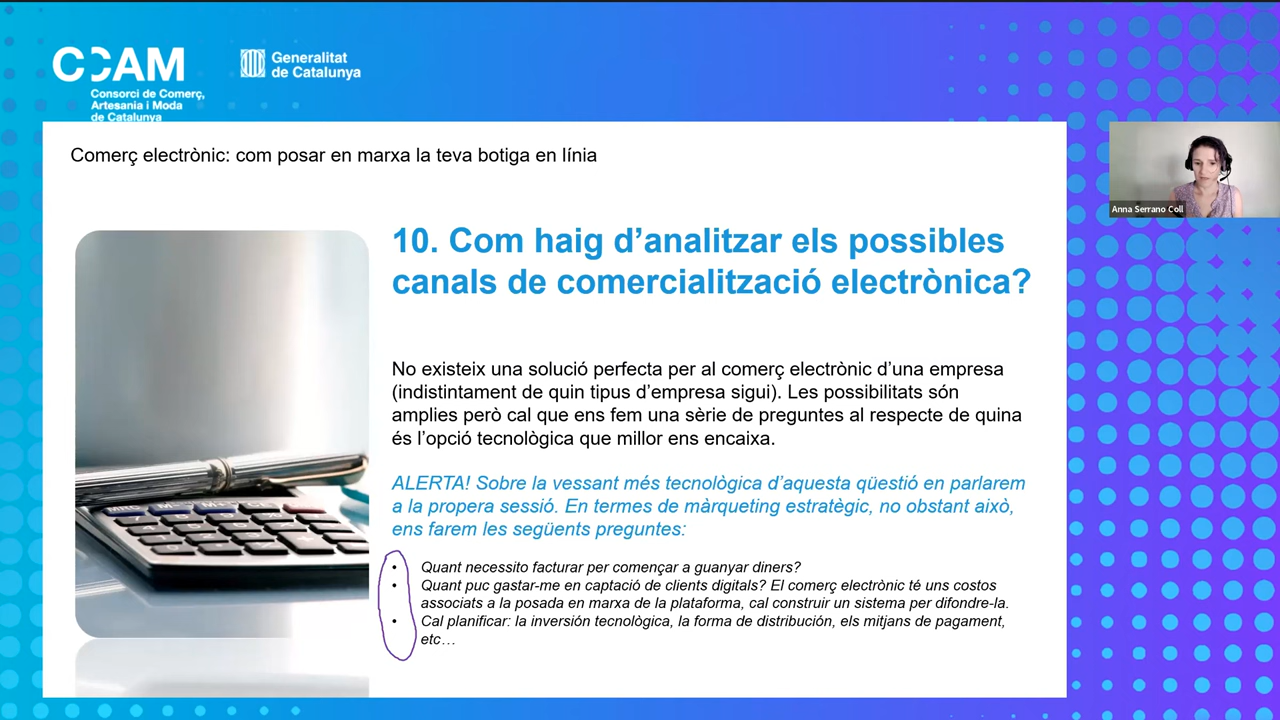 CCAM
Consorci de Comerç,
Artesania i Moda
de Catalunya
Generalitat
de Catalunya
Comerç electrònic: com posar en marxa la teva botiga en línia
Anna Serrano Coll
10. Com haig d’analitzar els possibles
canals de comercialització electrònica?
No existeix una solució perfecta per al comerç electrònic d’una empresa
(indistintament de quin tipus d’empresa sigui). Les possibilitats són
amplies però cal que ens fem una sèrie de preguntes al respecte de quina
és l’opció tecnològica que millor ens encaixa.
ALERTA! Sobre la vessant més tecnològica d’aquesta qüestió en parlarem
a la propera sessió. En termes de màrqueting estratègic, no obstant això,
ens farem les següents preguntes:
• Quant necessito facturar per començar a guanyar diners?
• Quant puc gastar-me en captació de clients digitals? El comerç electrònic té uns costos
associats a la posada en marxa de la plataforma, cal construir un sistema per difondre-la.
• Cal planificar: la inversión tecnológica, la forma de distribución, els mitjans de pagament,
etc…